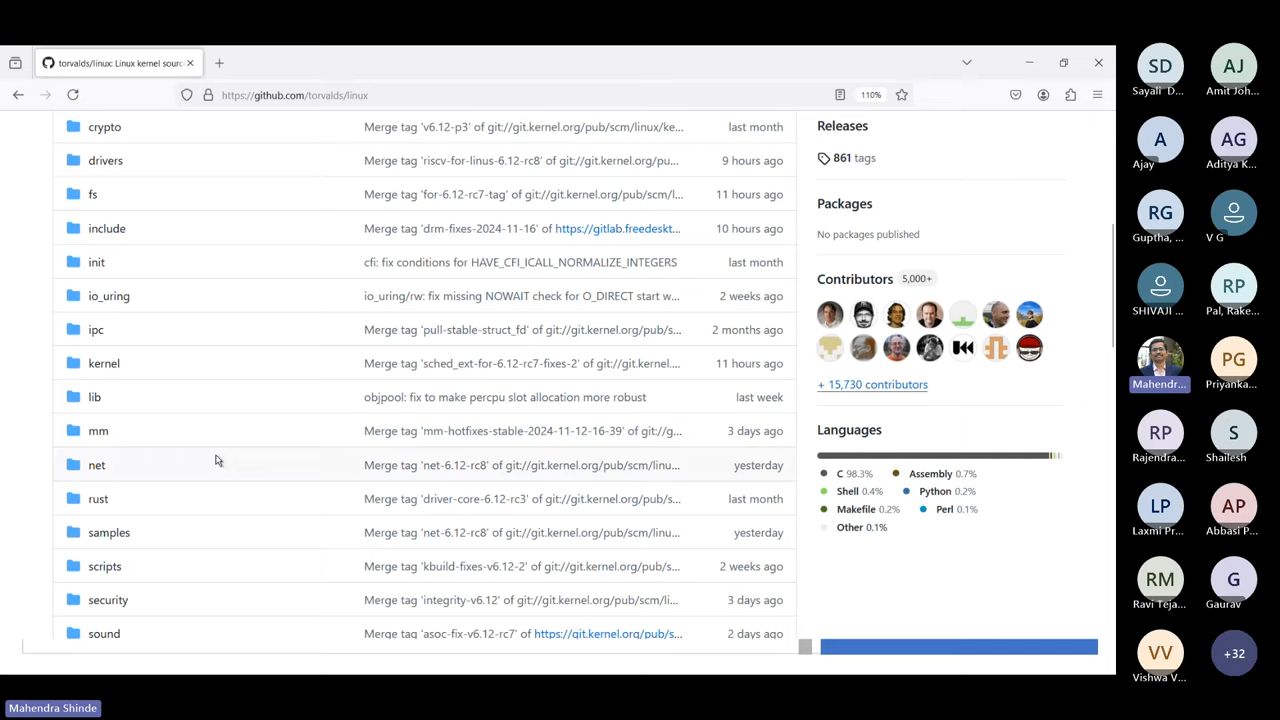 torvalds/linux: Linux kernel sourc
https://github.com/torvalds/linux
110%
crypto Merge tag 'v6.12-p3' of git://git.kernel.org/pub/scm/linux/ke... last month
drivers Merge tag 'riscv-for-linus-6.12-rc8' of git://git.kernel.org/pu... 9 hours ago
fs Merge tag 'for-6.12-rc7-tag' of git://git.kernel.org/pub/scm/l... 11 hours ago
include Merge tag 'drm-fixes-2024-11-16' of https://gitlab.freedeskt... 10 hours ago
init cfi: fix conditions for HAVE_CFI_ICALL_NORMALIZE_INTEGERS last month
io_uring io_uring/rw: fix missing NOWAIT check for O_DIRECT start w... 2 weeks ago
ipc Merge tag 'pull-stable-struct_fd' of git://git.kernel.org/pub/s... 2 months ago
kernel Merge tag 'sched_ext-for-6.12-rc7-fixes-2' of git://git.kernel.... 11 hours ago
lib objpool: fix to make percpu slot allocation more robust last week
mm Merge tag 'mm-hotfixes-stable-2024-11-12-16-39' of git://g... 3 days ago
net Merge tag 'net-6.12-rc8' of git://git.kernel.org/pub/scm/linu... yesterday
rust Merge tag 'driver-core-6.12-rc3' of git://git.kernel.org/pub/s... last month
samples Merge tag 'net-6.12-rc8' of git://git.kernel.org/pub/scm/linu... yesterday
scripts Merge tag 'kbuild-fixes-v6.12-2' of git://git.kernel.org/pub/s... 2 weeks ago
security Merge tag 'integrity-v6.12' of git://git.kernel.org/pub/scm/li... 3 days ago
sound Merge tag 'asoc-fix-v6.12-rc7' of https://git.kernel.org/pub/s... 2 days ago
Releases
861 tags
Packages
No packages published
Contributors 5,000+
+ 15,730 contributors
Languages
C 98.3% Assembly 0.7%
Shell 0.4% Python 0.2%
Makefile 0.2% Perl 0.1%
Other 0.1%
SD AJ
Sayali D... Amit Joh...
A AG
Ajay Aditya K...
RG
Guptha, ... V G
RP
SHIVAJI ... Pal, Rake...
PG
Mahendr... Priyanka...
RP S
Rajendra... Shailesh
LP AP
Laxmi Pr... Abbasi P...
RM G
Ravi Teja... Gaurav
VV +32
Vishwa V...
Mahendra Shinde